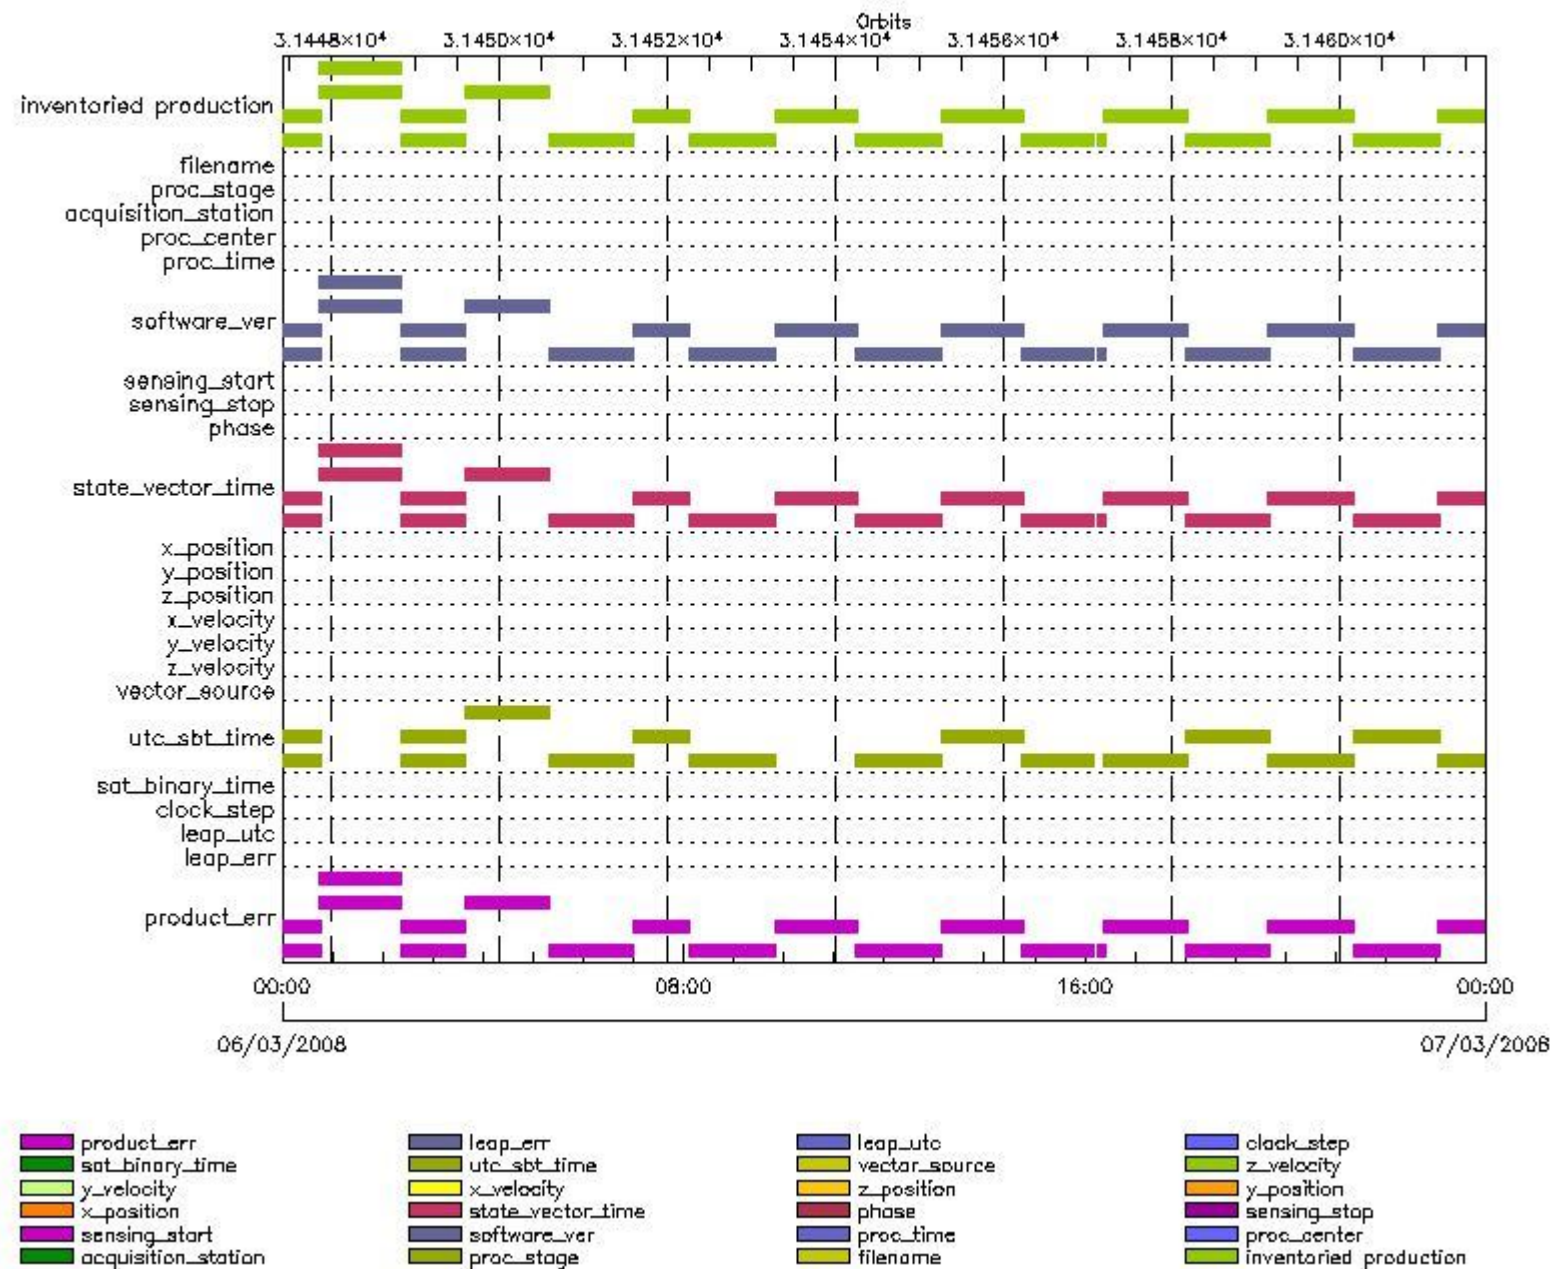 Orbits
3.1448×10⁴ 3.1450×10⁴ 3.1452×10⁴ 3.1454×10⁴ 3.1456×10⁴ 3.1458×10⁴ 3.1460×10⁴
inventoried production
filename
proc_stage
acquisition_station
proc_center
proc_time
software_ver
sensing_start
sensing_stop
phase
state_vector_time
x_position
y_position
z_position
x_velocity
y_velocity
z_velocity
vector_source
utc_sbt_time
sat_binary_time
clock_step
leap_utc
leap_err
product_err
00:00 08:00 16:00 00:00
06/03/2008 07/03/2008
product_err leap_err leap_utc clock_step
sat_binary_time utc_sbt_time vector_source z_velocity
y_velocity x_velocity z_position y_position
x_position state_vector_time phase sensing_stop
sensing_start software_ver proc_time proc_center
acquisition_station proc_stage filename inventoried production